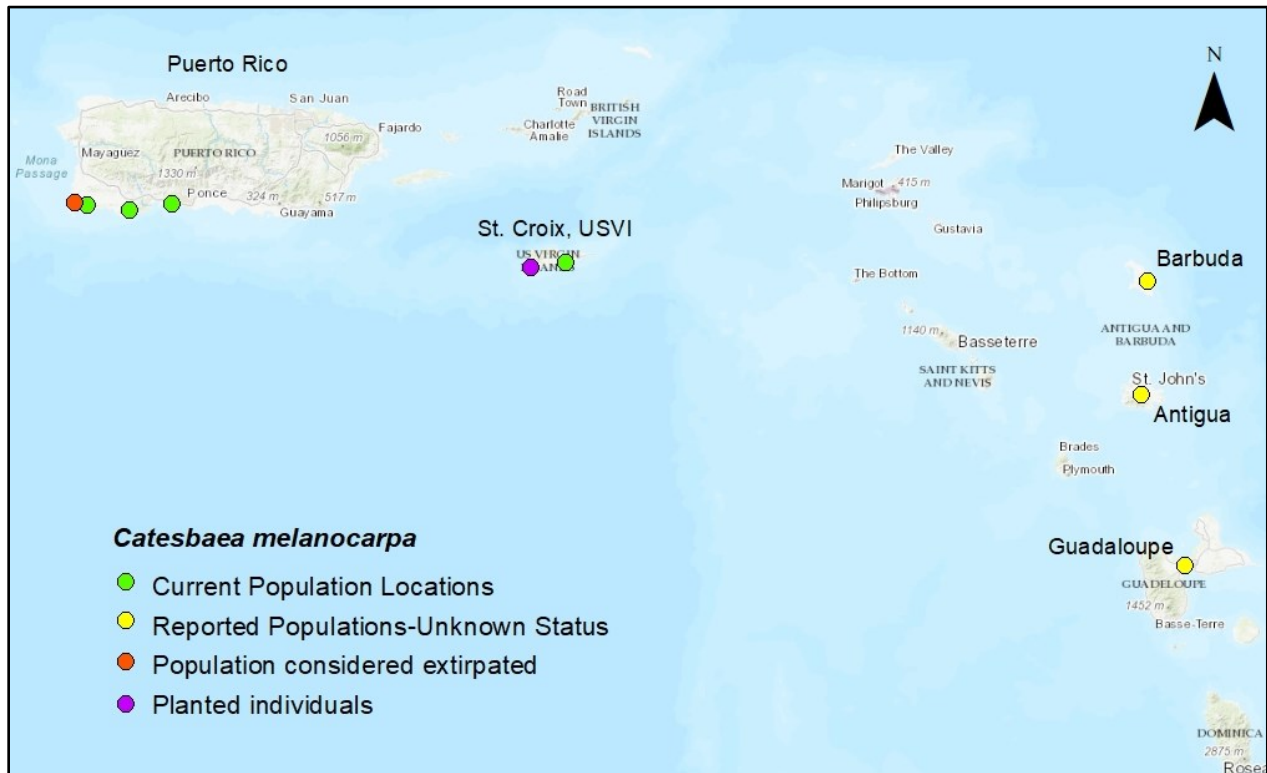 Puerto Rico
Arecibo
San Juan
Fajardo
1056 m
Mona
Passage
Mayaguez
PUERTO RICO
1330 m
Ponce
324 m
517 m
Guayama
Road
Town
BRITISH
VIRGIN
ISLANDS
Charlotte
Amalie
St. Croix, USVI
US VIRGIN
N
The Valley
Marigot
415 m
Philipsburg
Gustavia
The Bottom
1140 m
Basseterre
SAINT KITTS
AND NEVIS
Barbuda
ANTIGUA AND
BARBUDA
St. John's
Antigua
Brades
Plymouth
Guadaloupe
GUADELOUPE
1452 m
Basse-Terre
DOMINICA
2875 m
Rosea
Catesbaea melanocarpa
Current Population Locations
Reported Populations-Unknown Status
Population considered extirpated
Planted individuals